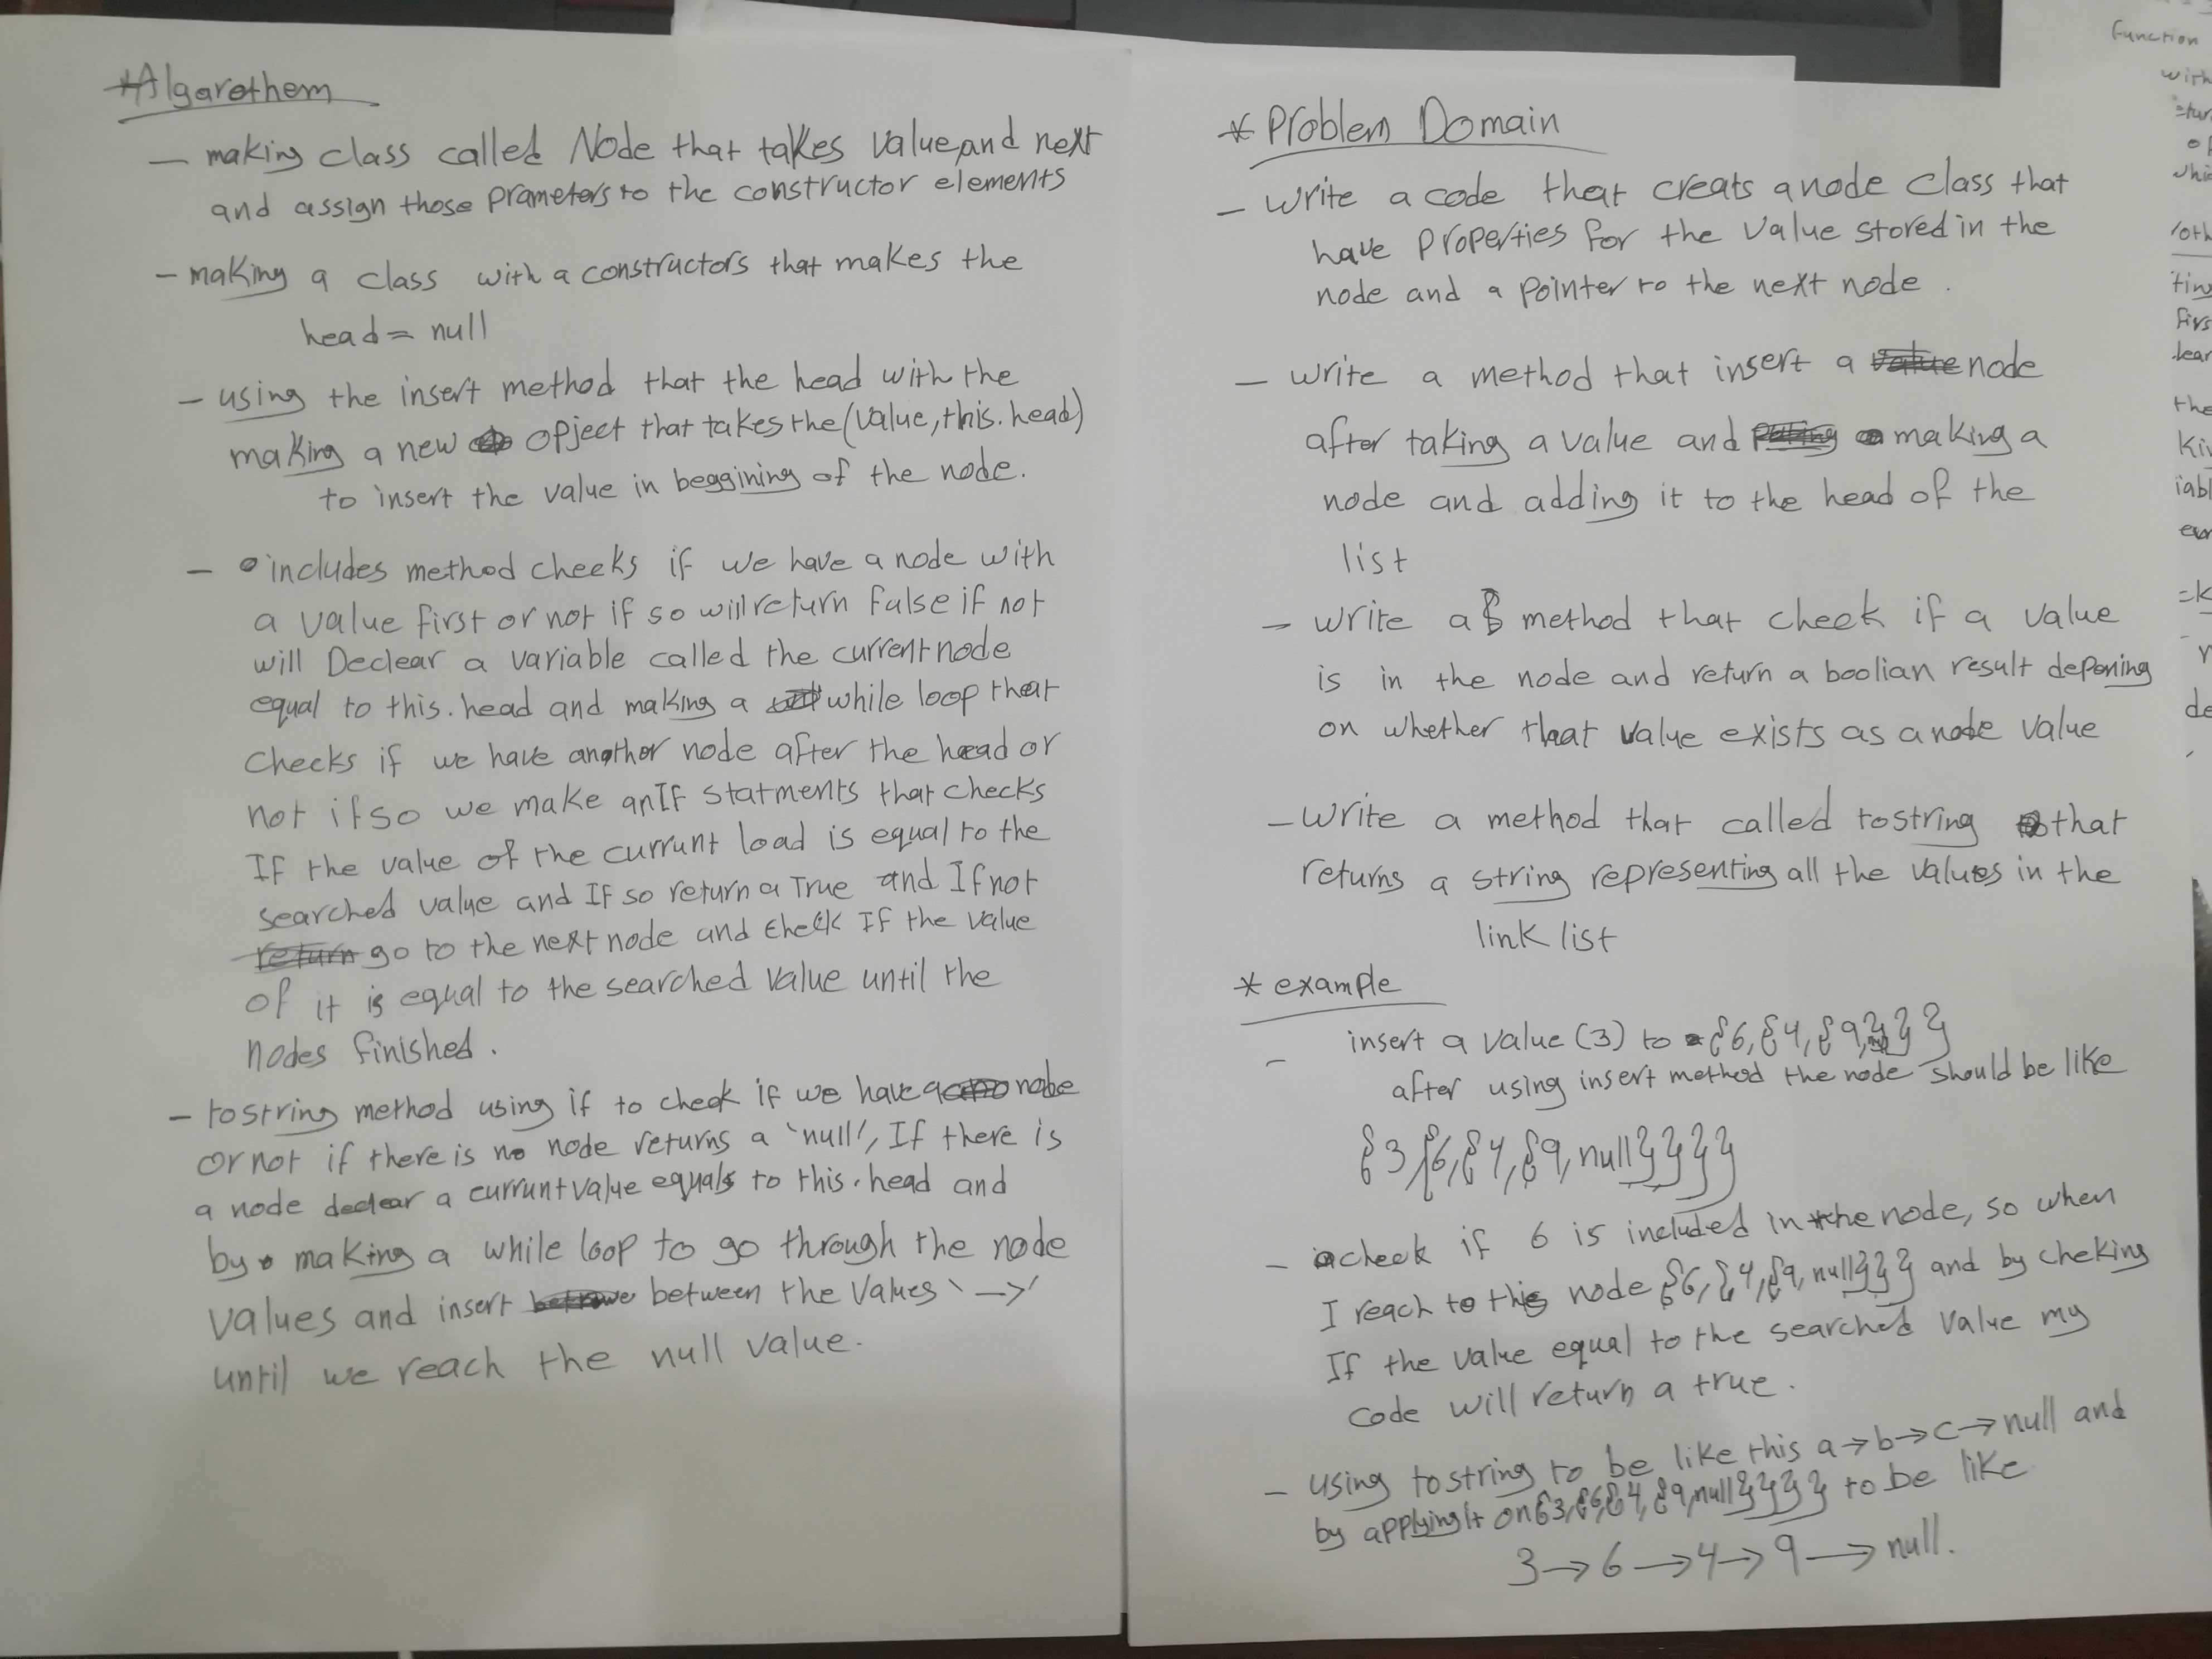 *Algarothem
— making class called Node that takes value and next
and assign those prameters to the constructor elements
- making a class with a constructors that makes the
head = null
- using the insert method that the head with the
making a new opject that takes the (value, this.head)
to insert the value in beggining of the node.
- includes method cheeks if we have a node with
a value first or not if so will return false if not
will Declear a variable called the current node
equal to this.head and making a while loop that
checks if we have another node after the head or
not if so we make an If statments that checks
If the value of the currunt load is equal to the
searched value and If so return a True and If not
return go to the next node and check If the value
of it is equal to the searched value until the
nodes finished.
- tostring method using if to cheek if we have a node
or not if there is no node returns a 'null', If there is
a node declear a currunt value equals to this.head and
by making a while loop to go through the node
values and insert between the values ' -> '
until we reach the null value.
* Problem Domain
- write a code that creats a node class that
have properties for the value stored in the
node and a pointer to the next node.
- write a method that insert a value node
after taking a value and making a
node and adding it to the head of the
list
- write a method that cheek if a value
is in the node and return a boolian result deponing
on whether that value exists as a node value
- write a method that called tostring that
returns a string representing all the values in the
link list
* example
- insert a value (3) to {6,{4,{9,}}}
after using insert method the node should be like
{3,{6,{4,{9,null}}}}
- cheek if 6 is included in the node, so when
I reach to this node {6,{4,{9,null}}} and by cheking
If the value equal to the searched value my
code will return a true.
- using tostring to be like this a→b→c→null and
by applying it on {3,{6,{4,{9,null}}}} to be like
3→6→4→9→null.
function
with